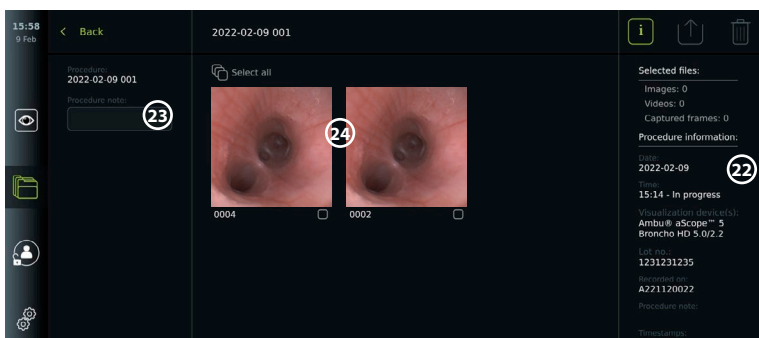 15:58
9 Feb
Back
2022-02-09 001
i
Procedure:
2022-02-09 001
Procedure note:
23
Select all
24
0004
0002
Selected files:
Images: 0
Videos: 0
Captured frames: 0
Procedure information:
Date:
2022-02-09
22
Time:
15:14 - In progress
Visualization device(s):
Ambu® aScope™ 5
Broncho HD 5.0/2.2
Lot no.:
1231231235
Recorded on:
A221120022
Procedure note:
Timestamps: